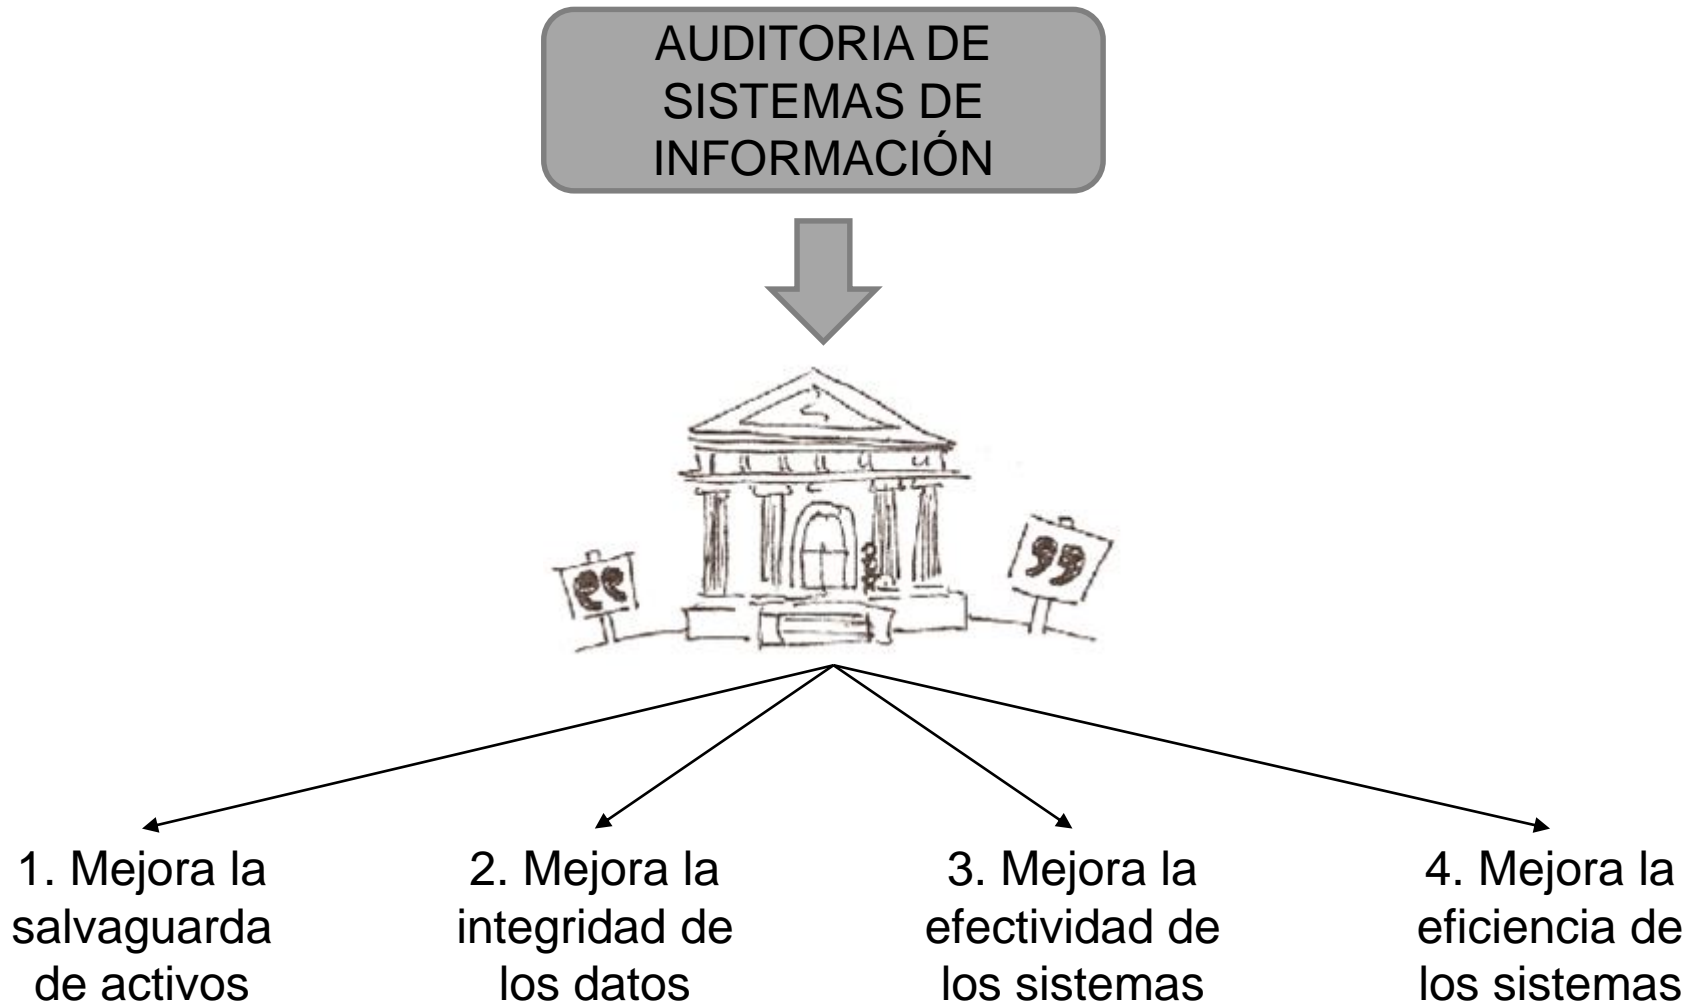 AUDITORIA DE
SISTEMAS DE
INFORMACIÓN
“ ”
1. Mejora la
salvaguarda
de activos
2. Mejora la
integridad de
los datos
3. Mejora la
efectividad de
los sistemas
4. Mejora la
eficiencia de
los sistemas